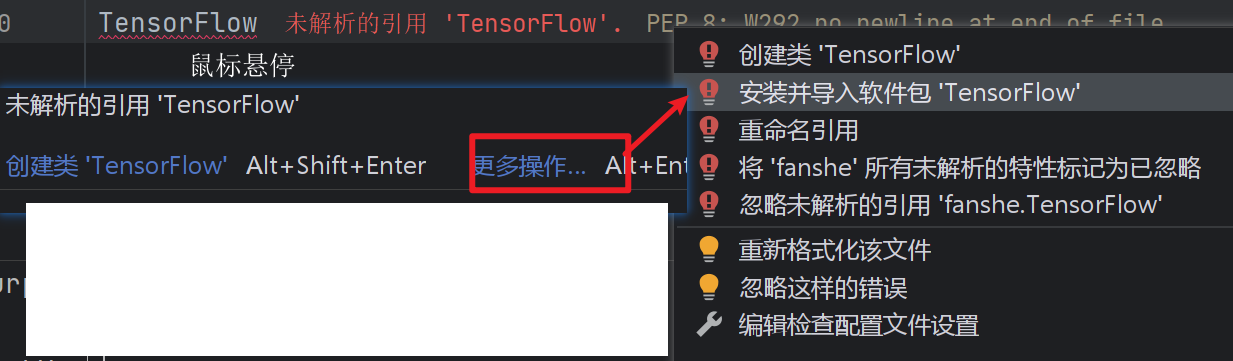 0 TensorFlow 未解析的引用 'TensorFlow'. PEP 8: W292 no newline at end of file
鼠标悬停
未解析的引用 'TensorFlow'
创建类 'TensorFlow' Alt+Shift+Enter 更多操作... Alt+Ent
创建类 'TensorFlow'
安装并导入软件包 'TensorFlow'
重命名引用
将 'fanshe' 所有未解析的特性标记为已忽略
忽略未解析的引用 'fanshe.TensorFlow'
重新格式化该文件
忽略这样的错误
编辑检查配置文件设置